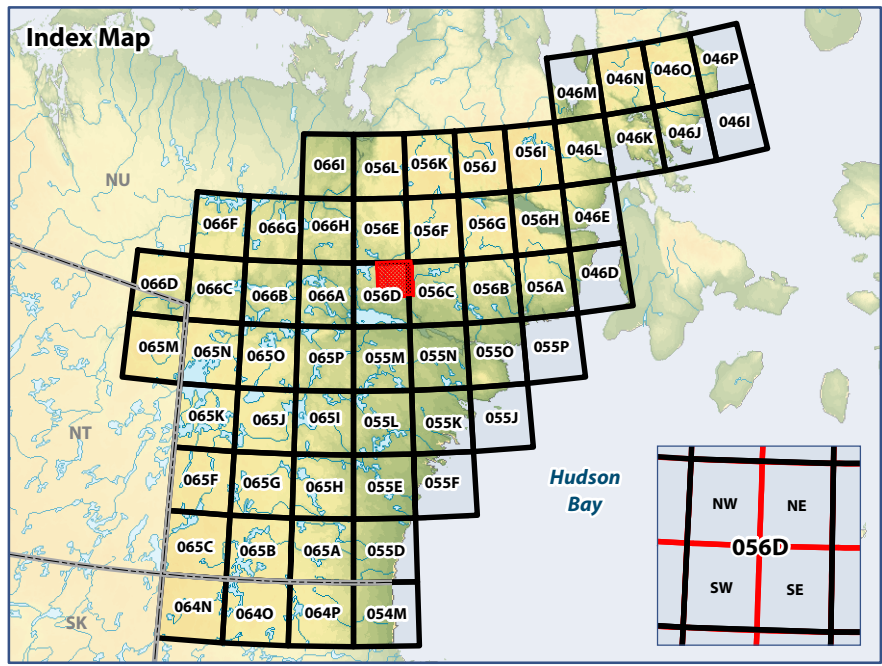 Index Map
046P
046O
046N
046M
046I
046J
046K
046L
056I
056J
056K
056L
066I
NU
046E
056H
056G
056F
056E
066H
066G
066F
046D
056A
056B
056C
056D
066A
066B
066C
066D
055P
055O
055N
055M
065P
065O
065N
065M
055J
055K
055L
065I
065J
065K
NT
055F
055E
065H
065G
065F
Hudson
Bay
055D
065A
065B
065C
054M
064P
064O
064N
SK
NW
NE
056D
SW
SE